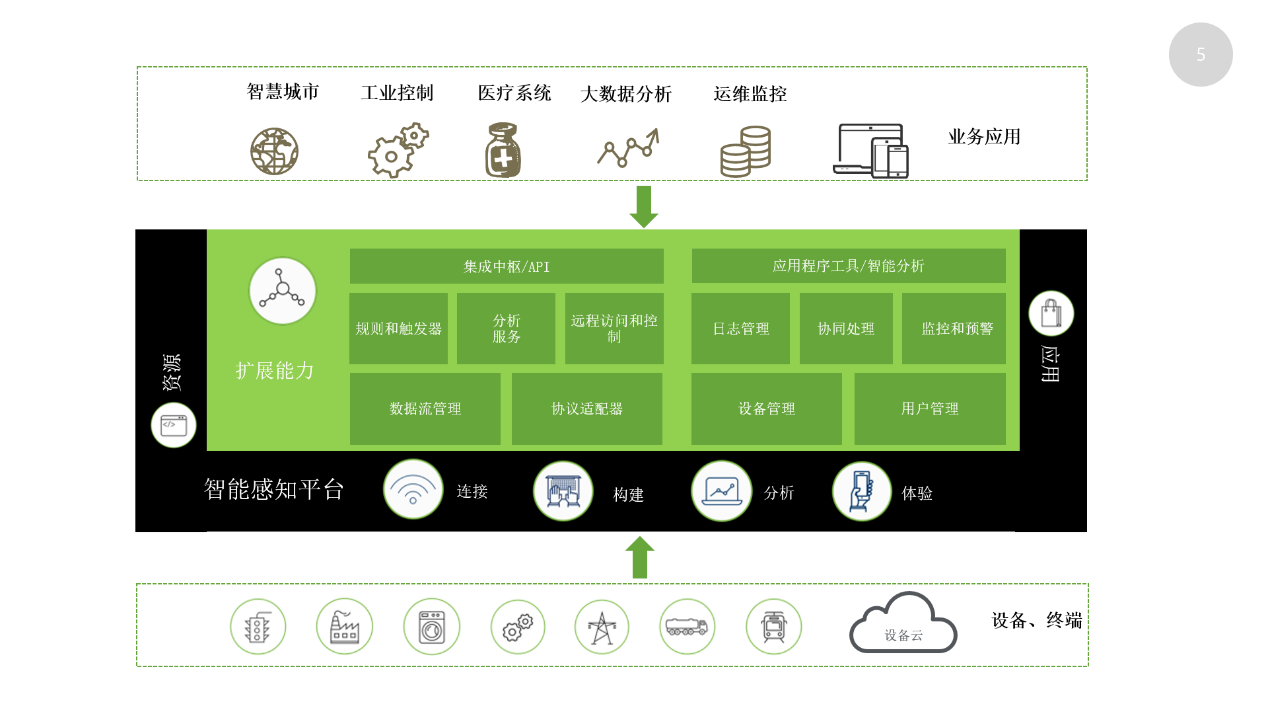 5
智慧城市
工业控制
医疗系统
大数据分析
运维监控
业务应用
集成中枢/API
应用程序工具/智能分析
规则和触发器
分析
服务
远程访问和控
制
日志管理
协同处理
监控和预警
扩展能力
资源
</>
应用
数据流管理
协议适配器
设备管理
用户管理
智能感知平台
连接
构建
分析
体验
设备云
设备、终端